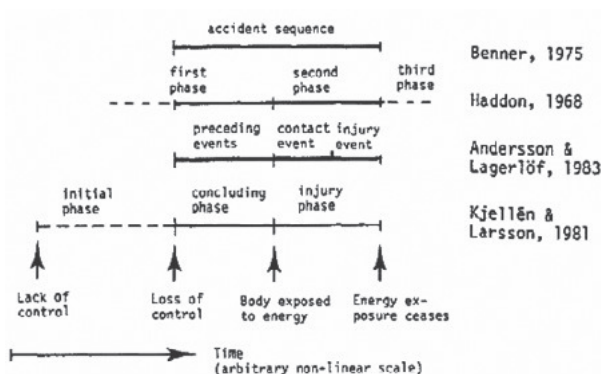 accident sequence
Benner, 1975
first phase
second phase
third phase
Haddon, 1968
preceding events
contact event
injury event
Andersson & Lagerlöf, 1983
initial phase
concluding phase
injury phase
Kjellén & Larsson, 1981
Lack of control
Loss of control
Body exposed to energy
Energy ex-
posure ceases
Time
(arbitrary non-linear scale)